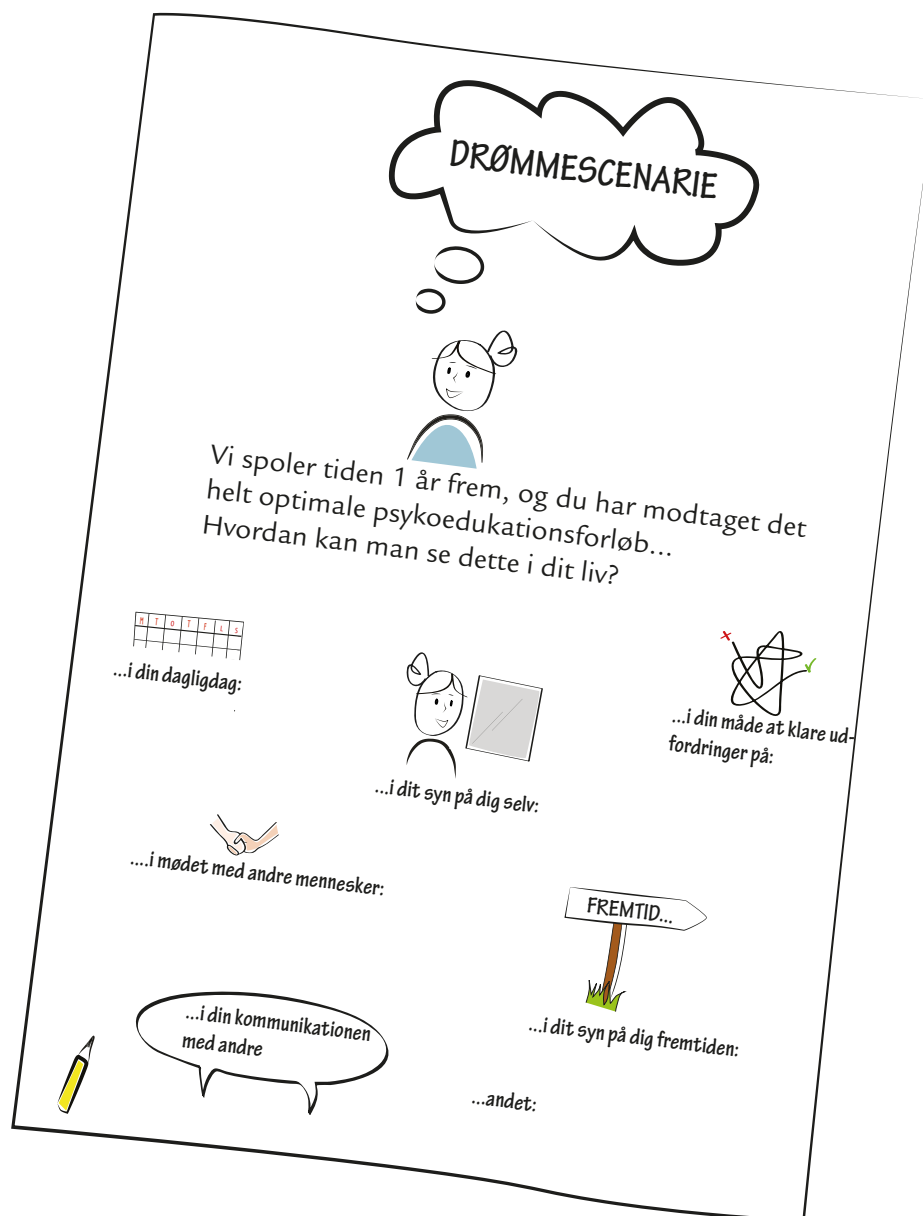 DRØMMESCENARIE
Vi spoler tiden 1 år frem, og du har modtaget det
helt optimale psykoedukationsforløb...
Hvordan kan man se dette i dit liv?
M T O T F L S
...i din dagligdag:
...i din måde at klare ud-
fordringer på:
...i dit syn på dig selv:
....i mødet med andre mennesker:
FREMTID...
...i din kommunikationen
med andre
...i dit syn på dig fremtiden:
...andet: